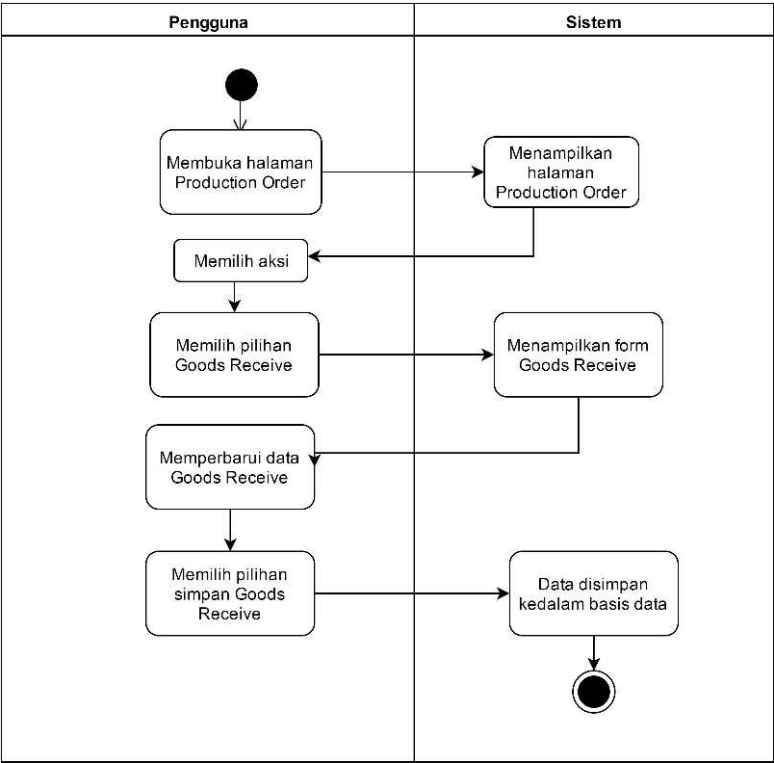 Pengguna
Sistem
Membuka halaman
Production Order
Menampilkan
halaman
Production Order
Memilih aksi
Memilih pilihan
Goods Receive
Menampilkan form
Goods Receive
Memperbarui data
Goods Receive
Memilih pilihan
simpan Goods
Receive
Data disimpan
kedalam basis data